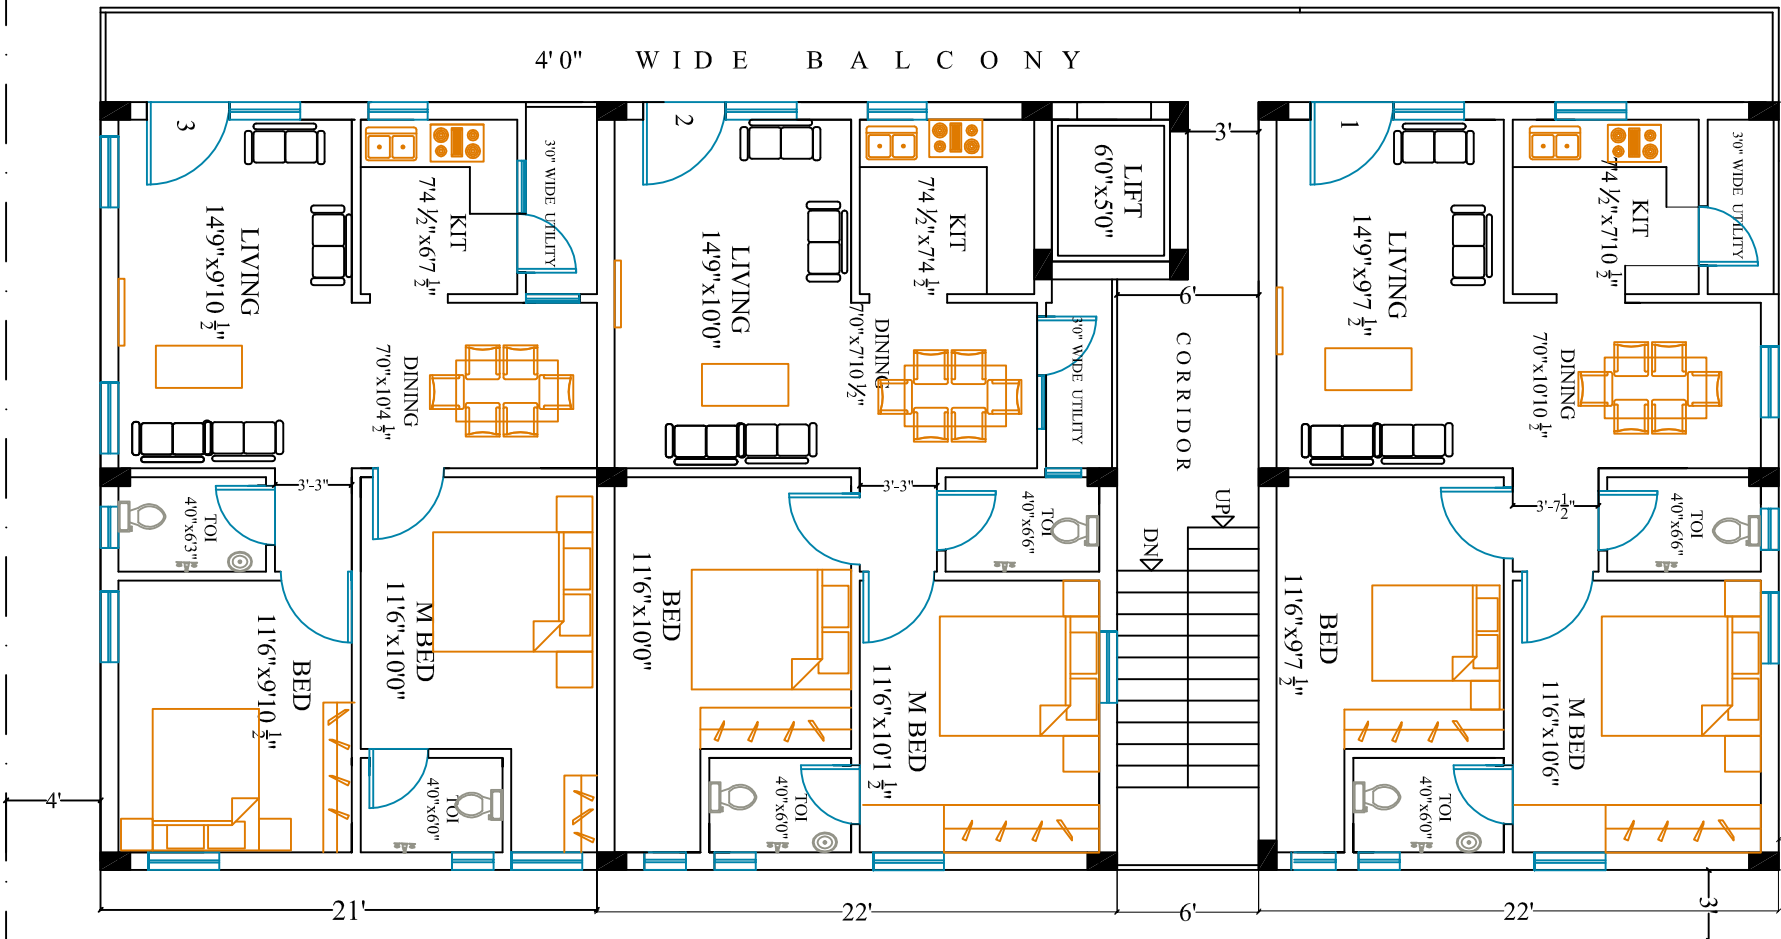 4' 0" WIDE BALCONY
3
LIVING
14'9"x9'10 1/2"
KIT
7'4 1/2"x6'7 1/2"
3'0" WIDE UTILITY
DINING
7'0"x10'4 1/2"
TOI
4'0"x6'3"
3'-3"
BED
11'6"x9'10 1/2"
M BED
11'6"x10'0"
TOI
4'0"x6'0"
2
LIVING
14'9"x10'0"
KIT
7'4 1/2"x7'4 1/2"
DINING
7'0"x7'10 1/2"
3'0" WIDE UTILITY
3'-3"
TOI
4'0"x6'6"
BED
11'6"x10'0"
M BED
11'6"x10'1 1/2"
TOI
4'0"x6'0"
LIFT
6'0"x5'0"
3'
6'
CORRIDOR
UP
DN
1
LIVING
14'9"x9'7 1/2"
KIT
7'4 1/2"x7'10 1/2"
3'0" WIDE UTILITY
DINING
7'0"x10'10 1/2"
3'-7 1/2"
TOI
4'0"x6'6"
BED
11'6"x9'7 1/2"
M BED
11'6"x10'6"
TOI
4'0"x6'0"
4'
21'
22'
6'
22'
3'